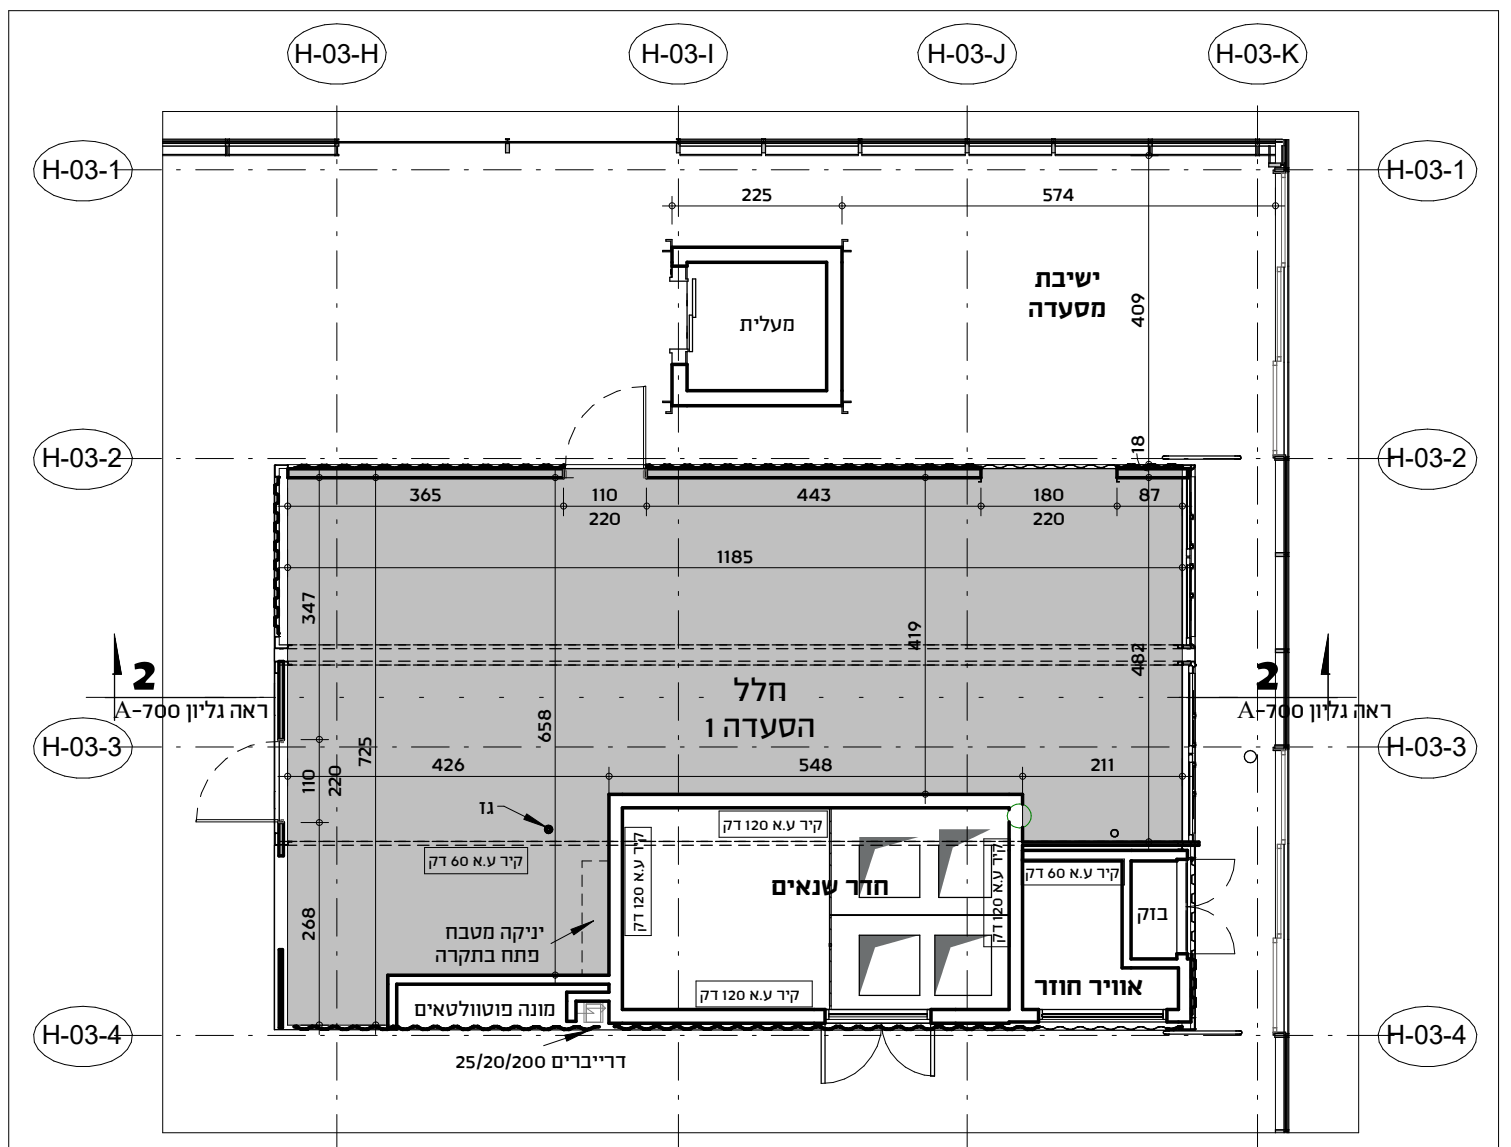 H-03-H
H-03-I
H-03-J
H-03-K
H-03-1
H-03-1
225
574
ישיבת
מסעדה
409
מעלית
18
H-03-2
H-03-2
365
110
220
443
180
220
87
1185
347
419
482
חלל
הסעדה 1
2
ראה גליון A-700
2
ראה גליון A-700
658
725
H-03-3
H-03-3
110
220
426
548
211
גז
קיר ע.א 120 דק
קיר ע.א 60 דק
קיר ע.א 120 דק
חדר שנאים
קיר ע.א 120 דק
קיר ע.א 60 דק
בזק
268
יניקה מטבח
פתח בתקרה
אוויר חוזר
קיר ע.א 120 דק
מונה פוטוולטאים
H-03-4
H-03-4
דרייברים 25/20/200